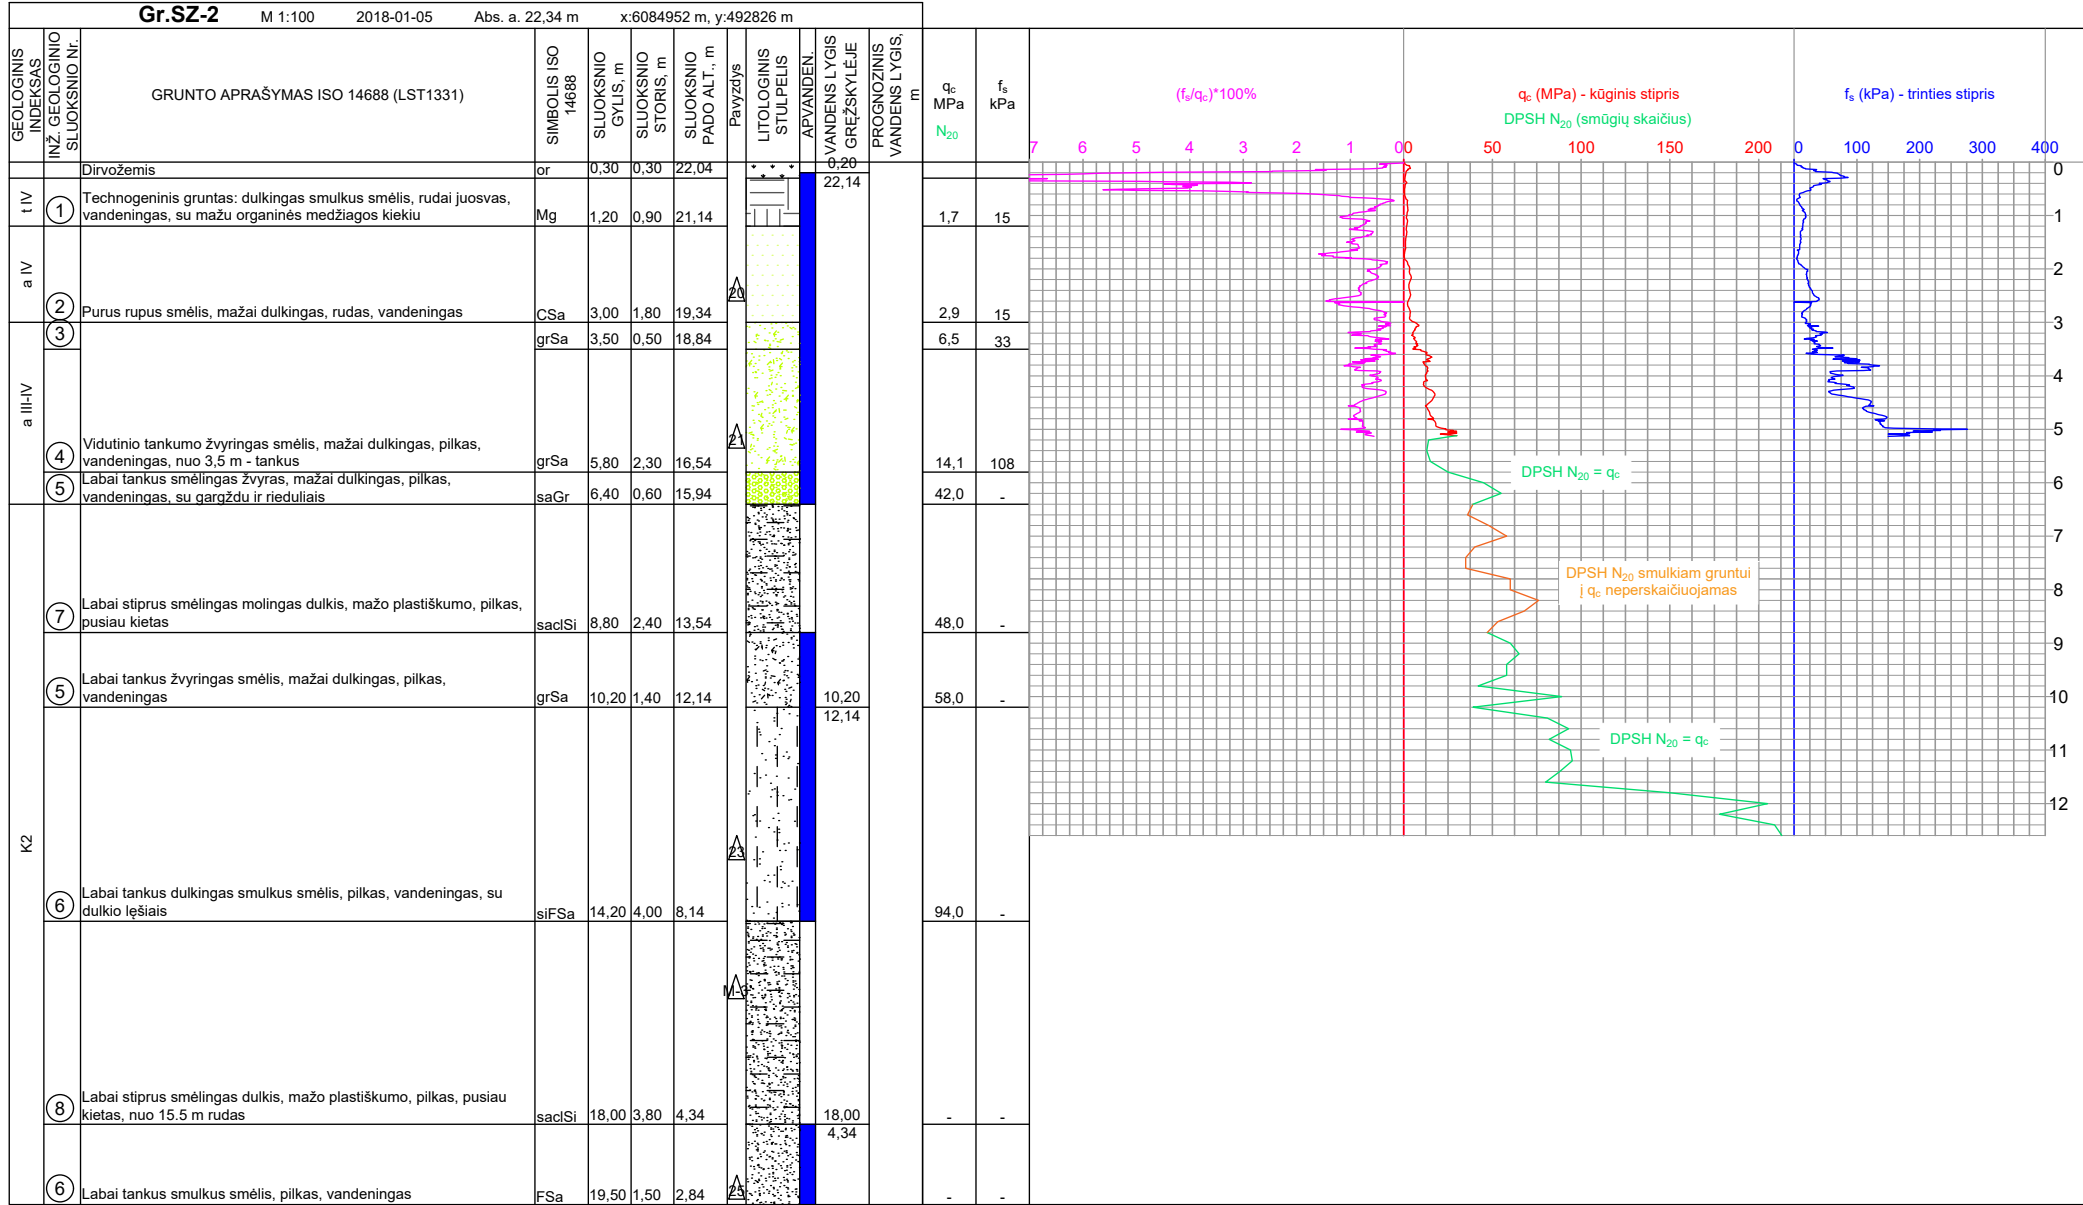 Gr.SZ-2 M 1:100 2018-01-05 Abs. a. 22,34 m x:6084952 m, y:492826 m
GEOLOGINIS
INDEKSAS
INŽ. GEOLOGINIO
SLUOKSNIO Nr.
GRUNTO APRAŠYMAS ISO 14688 (LST1331)
SIMBOLIS ISO
14688
SLUOKSNIO
GYLIS, m
SLUOKSNIO
STORIS, m
SLUOKSNIO
PADO ALT., m
Pavyzdys
LITOLOGINIS
STULPELIS
APVANDEN.
VANDENS LYGIS
GRĘŽSKYLĖJE
PROGNOZINIS
VANDENS LYGIS,
m
qc
MPa
N20
fs
kPa
(fs/qc)*100%
qc (MPa) - kūginis stipris
DPSH N20 (smūgių skaičius)
fs (kPa) - trinties stipris
7 6 5 4 3 2 1 0
0 50 100 150 200
0 100 200 300 400
Dirvožemis or 0,30 0,30 22,04
0,20
22,14
t IV
1
Technogeninis gruntas: dulkingas smulkus smėlis, rudai juosvas,
vandeningas, su mažu organinės medžiagos kiekiu Mg 1,20 0,90 21,14 1,7 15
a IV
2 Purus rupus smėlis, mažai dulkingas, rudas, vandeningas CSa 3,00 1,80 19,34 20 2,9 15
a III-IV
3 grSa 3,50 0,50 18,84 6,5 33
4
Vidutinio tankumo žvyringas smėlis, mažai dulkingas, pilkas,
vandeningas, nuo 3,5 m - tankus grSa 5,80 2,30 16,54 21 14,1 108
5
Labai tankus smėlingas žvyras, mažai dulkingas, pilkas,
vandeningas, su gargždu ir rieduliais saGr 6,40 0,60 15,94 42,0 -
K2
7
Labai stiprus smėlingas molingas dulkis, mažo plastiškumo, pilkas,
pusiau kietas saclSi 8,80 2,40 13,54 48,0 -
5
Labai tankus žvyringas smėlis, mažai dulkingas, pilkas,
vandeningas grSa 10,20 1,40 12,14 10,20 58,0 -
12,14
6
Labai tankus dulkingas smulkus smėlis, pilkas, vandeningas, su
dulkio lęšiais siFSa 14,20 4,00 8,14 23 94,0 -
M-3
8
Labai stiprus smėlingas dulkis, mažo plastiškumo, pilkas, pusiau
kietas, nuo 15.5 m rudas saclSi 18,00 3,80 4,34 18,00 - -
4,34
6 Labai tankus smulkus smėlis, pilkas, vandeningas FSa 19,50 1,50 2,84 25 - -
DPSH N20 = qc
DPSH N20 smulkiam gruntui
į qc neperskaičiuojamas
DPSH N20 = qc
0
1
2
3
4
5
6
7
8
9
10
11
12